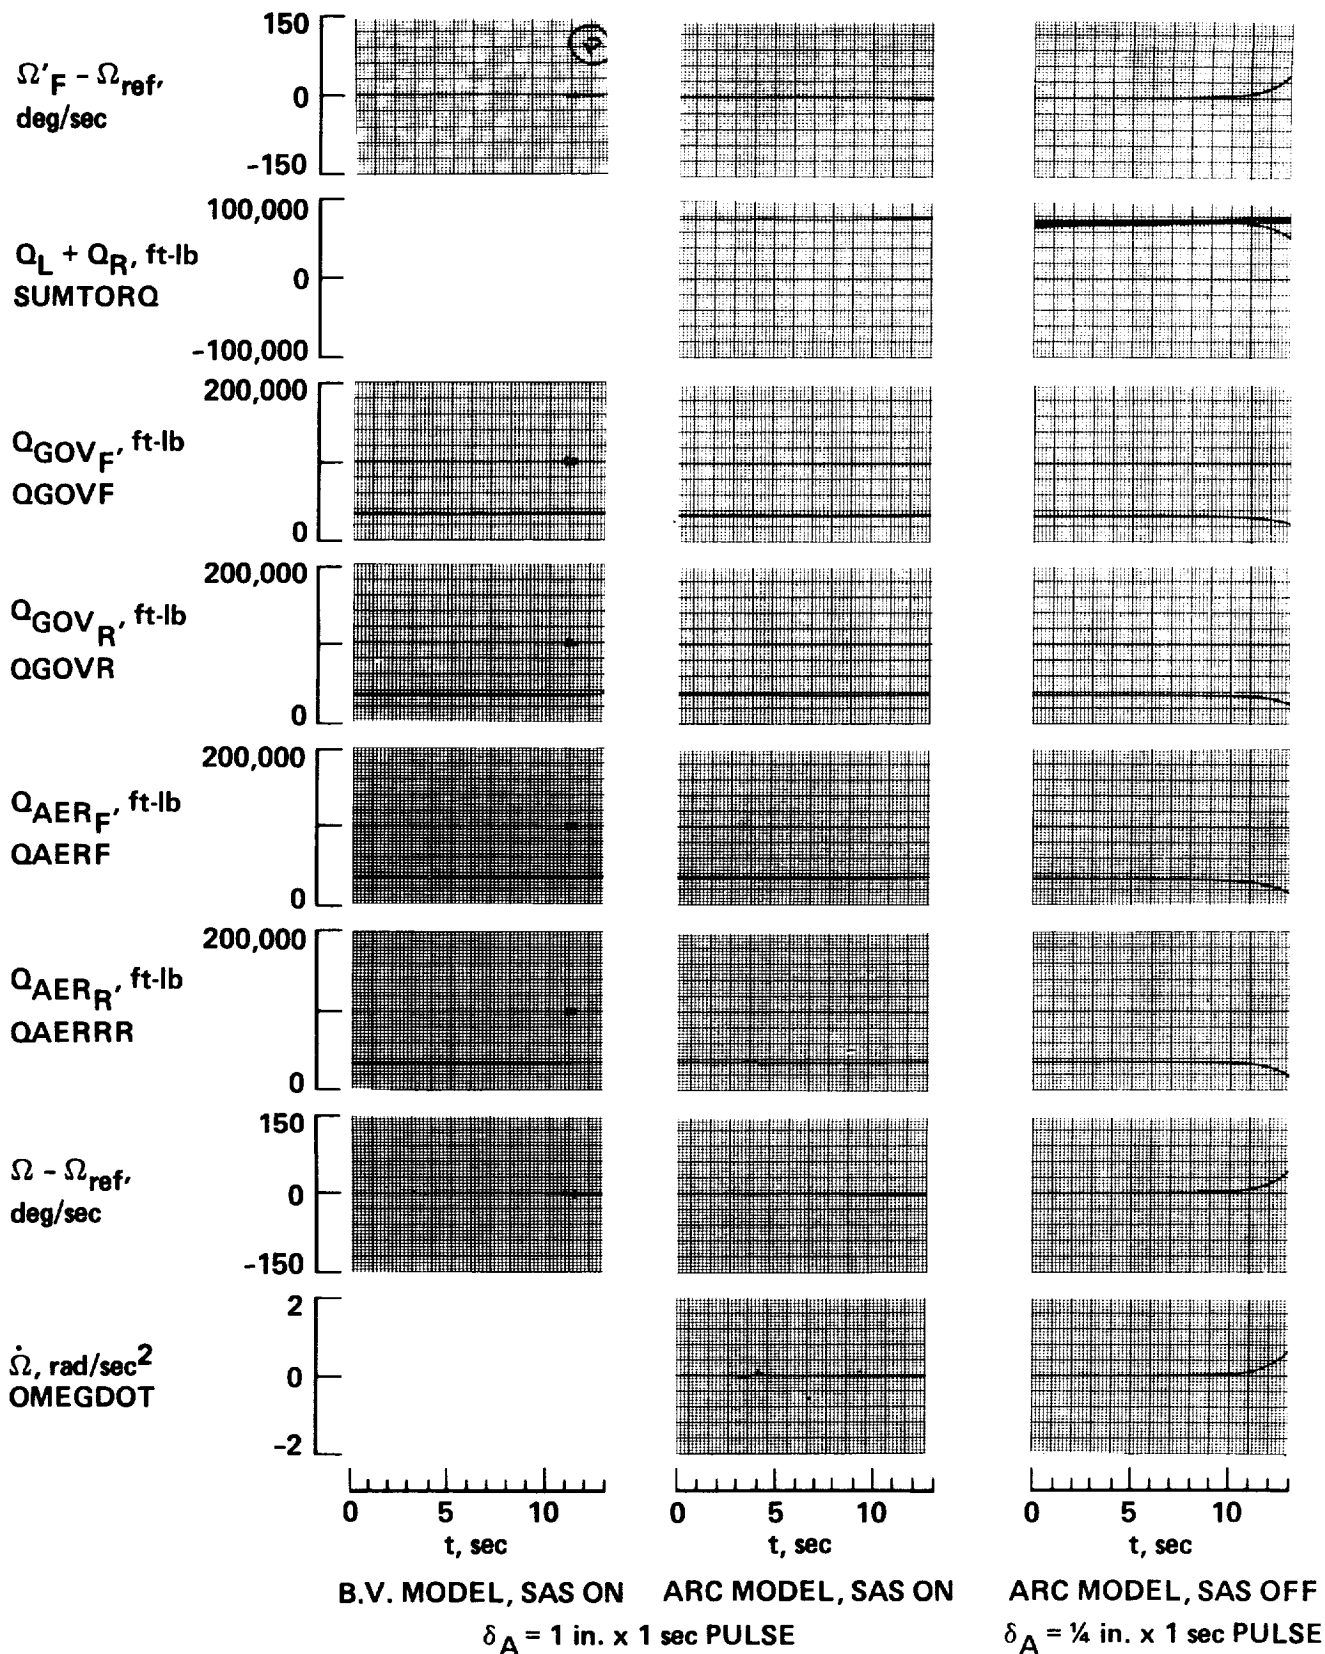 150
Ω'F - Ωref,
deg/sec
0
-150
100,000
QL + QR, ft-lb
SUMTORQ
0
-100,000
200,000
QGOVF, ft-lb
QGOVF
0
200,000
QGOVR, ft-lb
QGOVR
0
200,000
QAERF, ft-lb
QAERF
0
200,000
QAERR, ft-lb
QAERRR
0
150
Ω - Ωref,
deg/sec
0
-150
2
Ω̇, rad/sec2
OMEGDOT
0
-2
0 5 10 0 5 10 0 5 10
t, sec t, sec t, sec
B.V. MODEL, SAS ON ARC MODEL, SAS ON ARC MODEL, SAS OFF
δA = 1 in. x 1 sec PULSE δA = ¼ in. x 1 sec PULSE